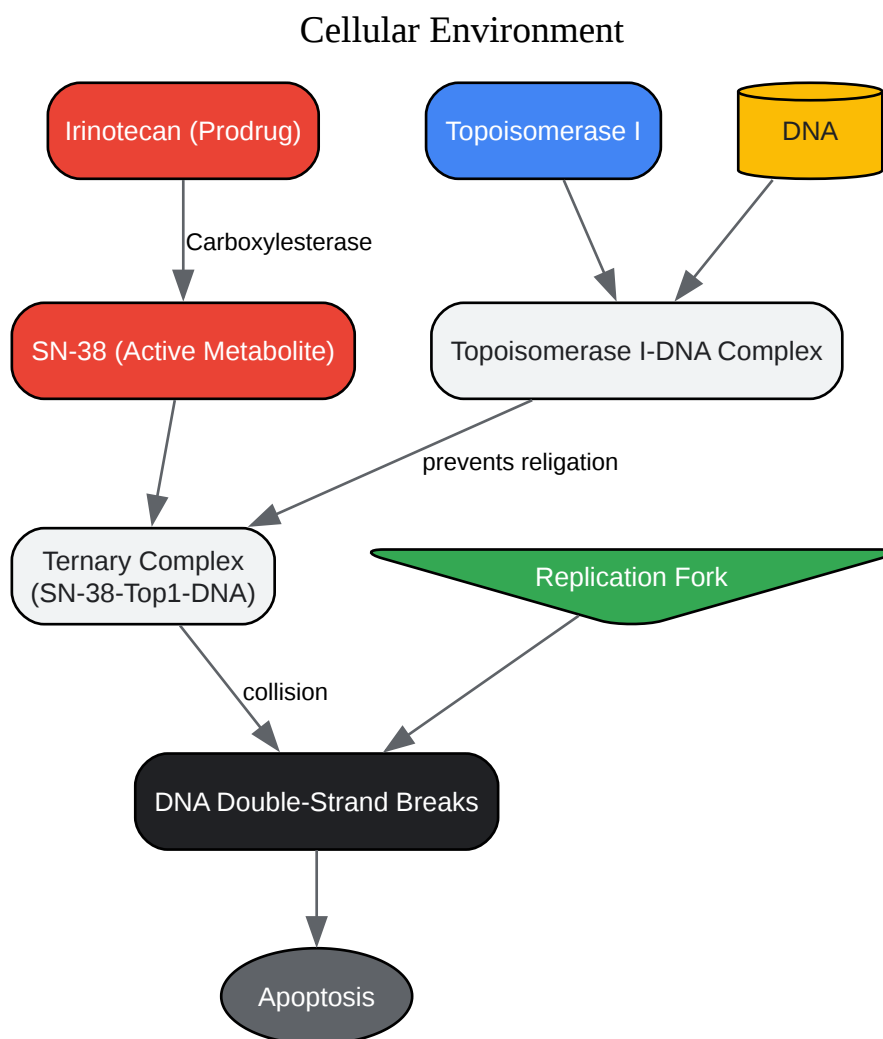 Cellular Environment
Irinotecan (Prodrug)
Topoisomerase I
DNA
Carboxylesterase
SN-38 (Active Metabolite)
Topoisomerase I-DNA Complex
prevents religation
Ternary Complex
(SN-38-Top1-DNA)
Replication Fork
collision
DNA Double-Strand Breaks
Apoptosis